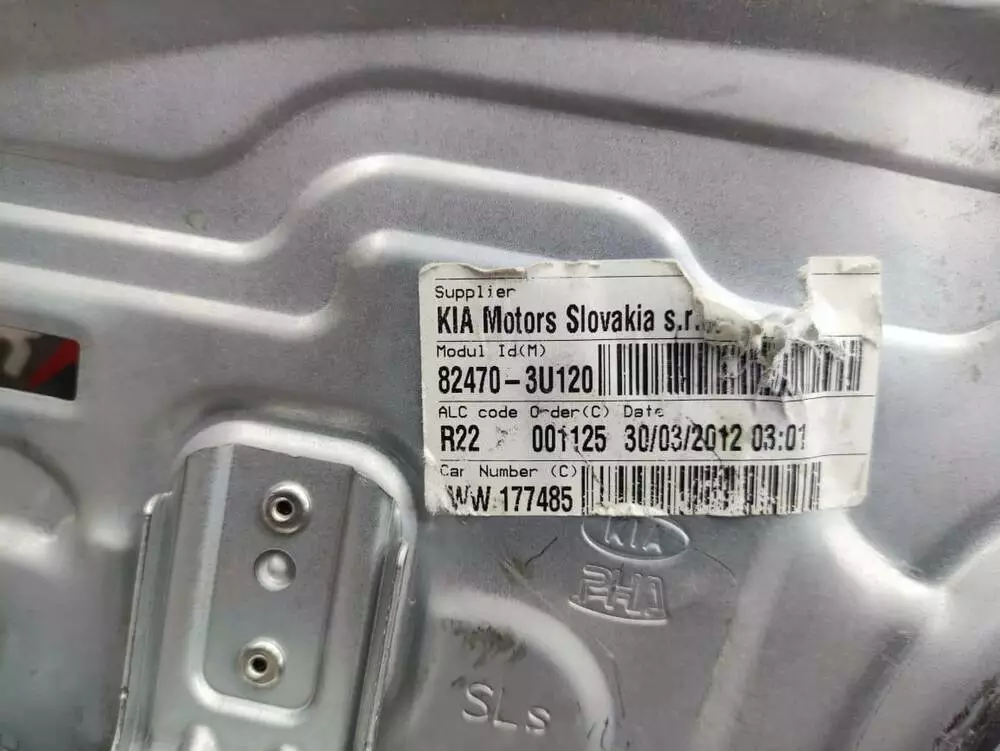 Supplier
KIA Motors Slovakia s.r.
Modul Id(M)
82470-3U120
ALC code Order(C) Date
R22 001125 30/03/2012 03:01
Car Number (C)
WW 177485
KIA
PHA
SLs